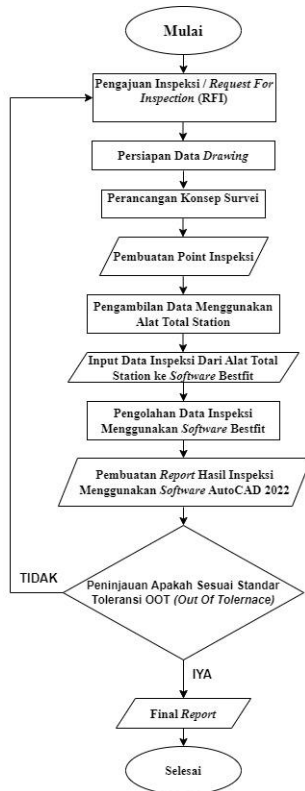 Mulai
Pengajuan Inspeksi / Request For
Inspection (RFI)
Persiapan Data Drawing
Perancangan Konsep Survei
Pembuatan Point Inspeksi
Pengambilan Data Menggunakan
Alat Total Station
Input Data Inspeksi Dari Alat Total
Station ke Software Bestfit
Pengolahan Data Inspeksi
Menggunakan Software Bestfit
Pembuatan Report Hasil Inspeksi
Menggunakan Software AutoCAD 2022
TIDAK
Peninjauan Apakah Sesuai Standar
Toleransi OOT (Out Of Tolernace)
IYA
Final Report
Selesai